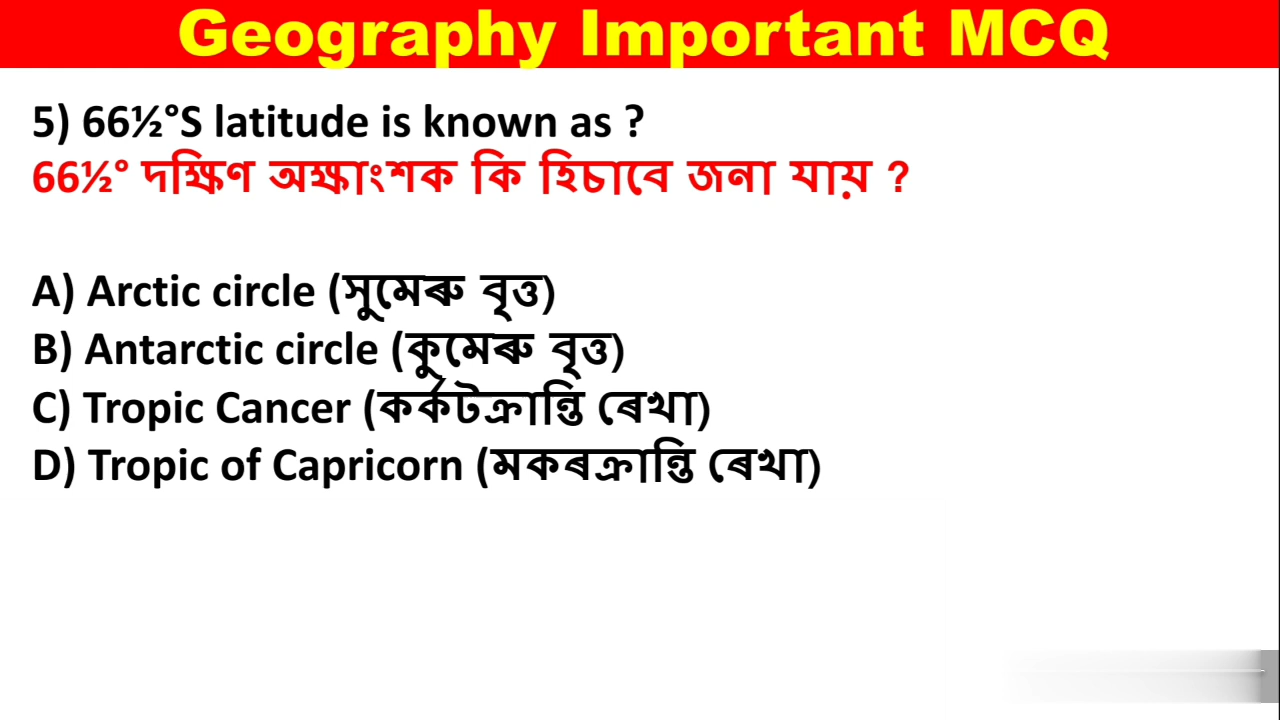 Geography Important MCQ
5) 66½°S latitude is known as ?
66½° দক্ষিণ অক্ষাংশক কি হিচাবে জনা যায় ?
A) Arctic circle (সুমেৰু বৃত্ত)
B) Antarctic circle (কুমেৰু বৃত্ত)
C) Tropic Cancer (কৰ্কটক্ৰান্তি ৰেখা)
D) Tropic of Capricorn (মকৰক্ৰান্তি ৰেখা)